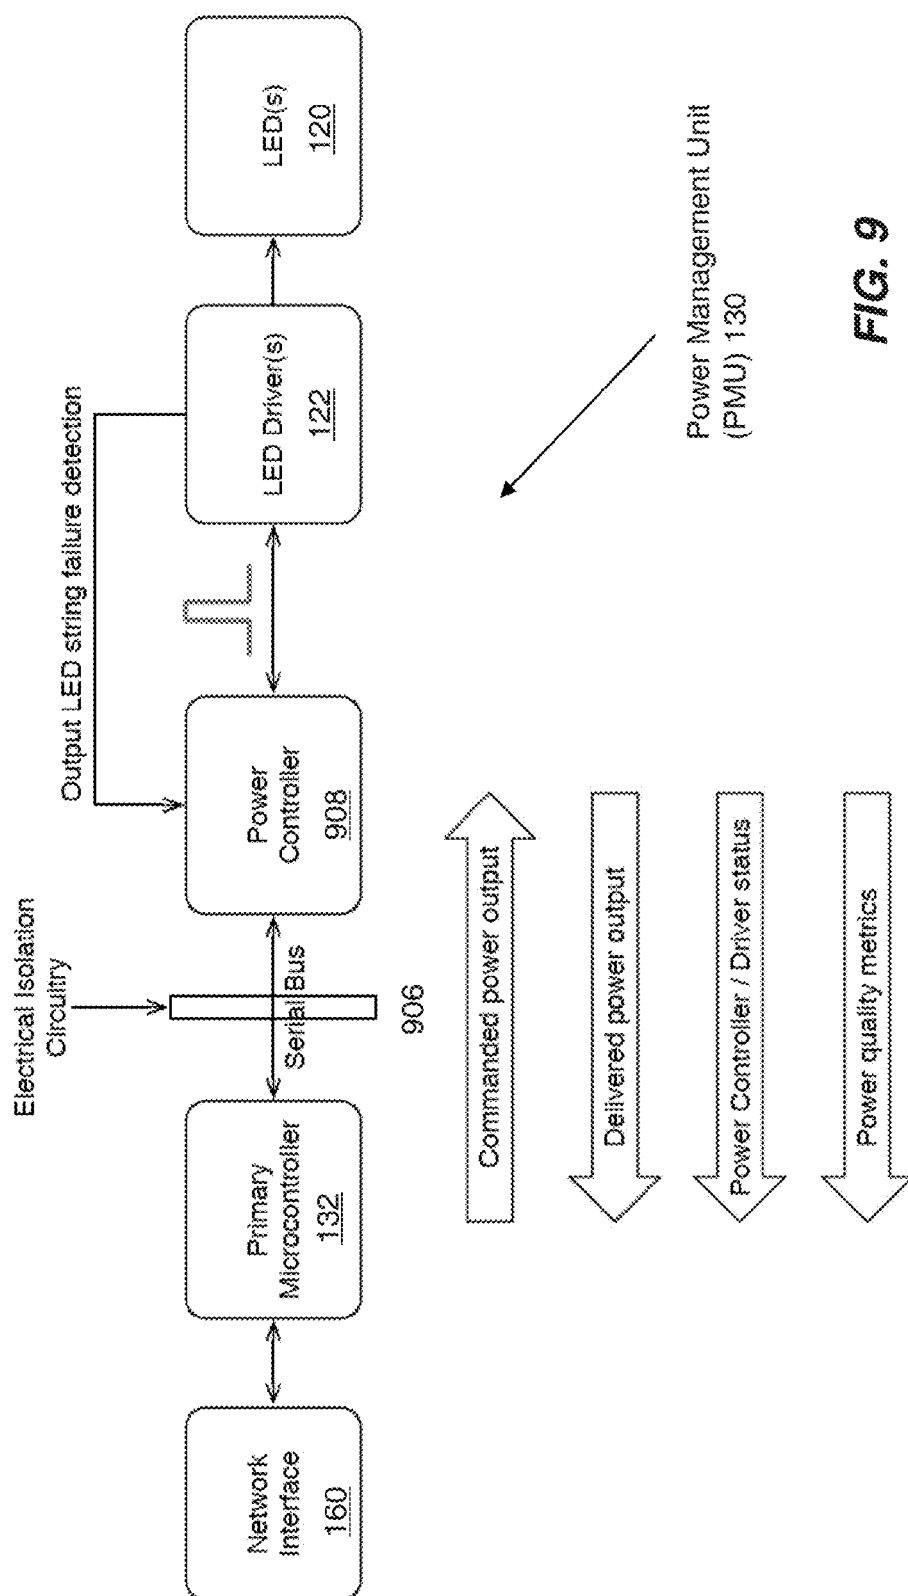 Electrical Isolation
Circuitry
Output LED string failure detection
Network
Interface
160
Primary
Microcontroller
132
Serial Bus
906
Power
Controller
908
LED Driver(s)
122
LED(s)
120
Commanded power output
Delivered power output
Power Controller / Driver status
Power quality metrics
Power Management Unit
(PMU) 130
FIG. 9